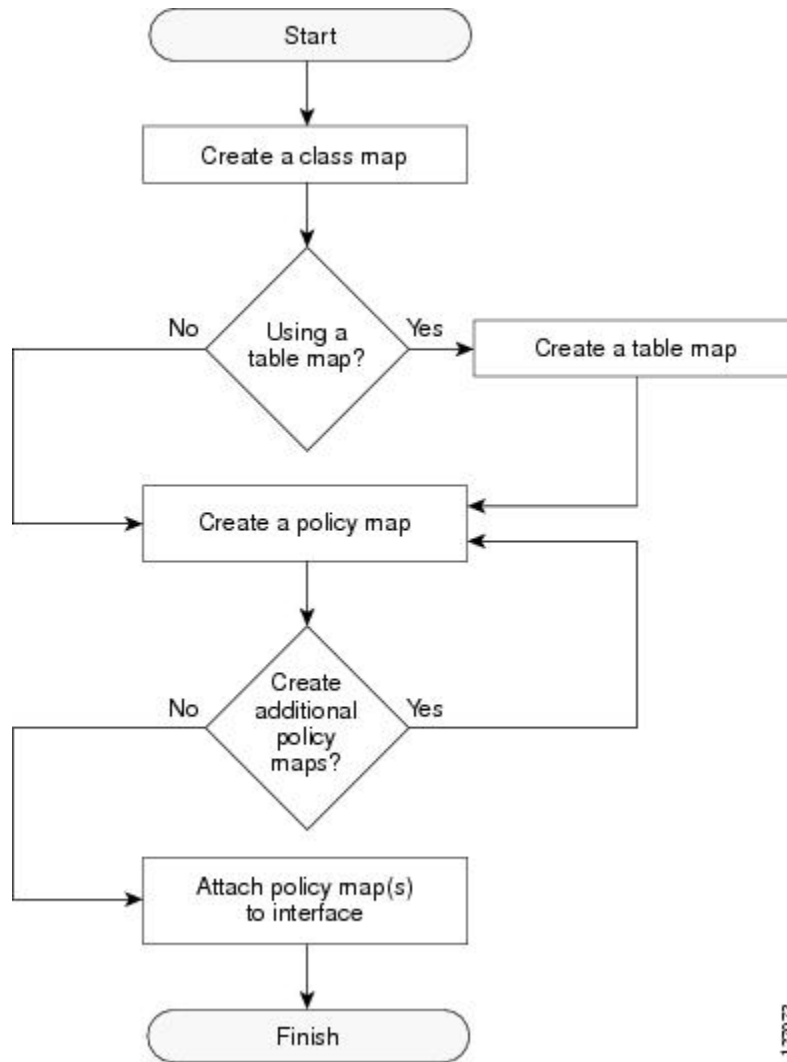 Start
Create a class map
No
Using a
table map?
Yes
Create a table map
Create a policy map
No
Create
additional
policy
maps?
Yes
Attach policy map(s)
to interface
Finish